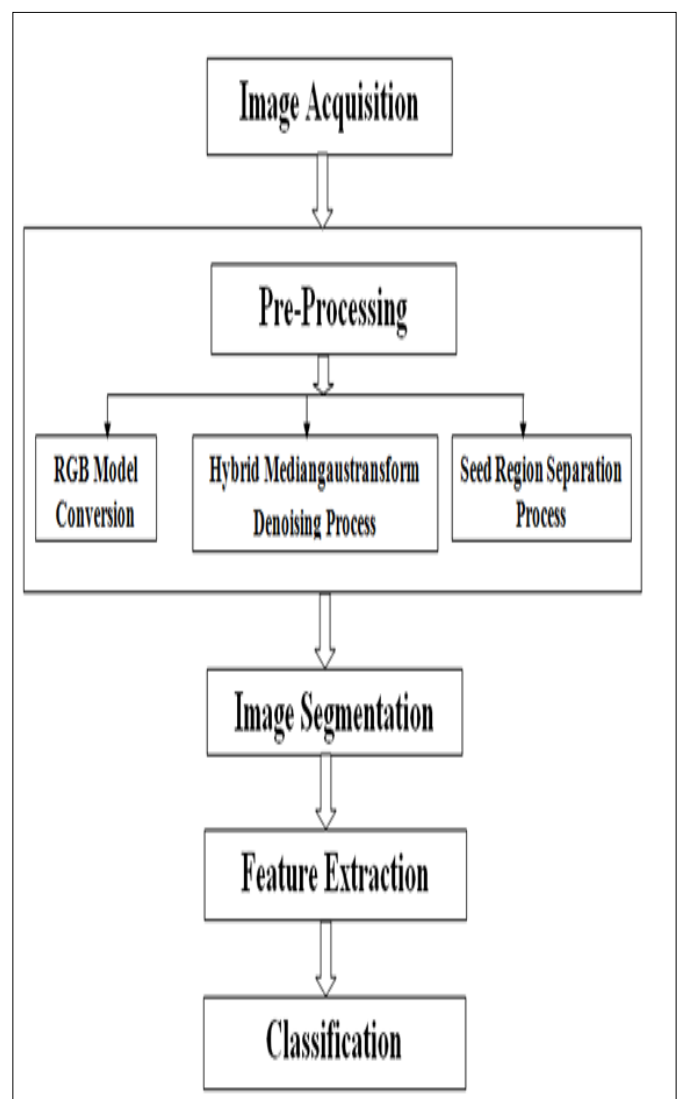 Image Acquisition
Pre-Processing
RGB Model
Conversion
Hybrid Mediangaustransform
Denoising Process
Seed Region Separation
Process
Image Segmentation
Feature Extraction
Classification